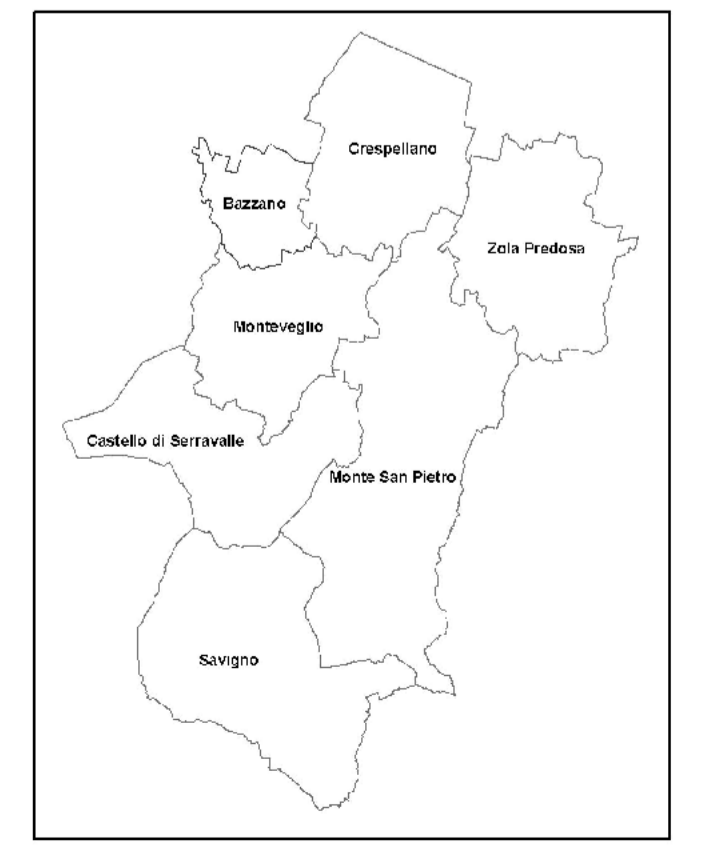 Crespellano
Bazzano
Zola Predosa
Monteveglio
Castello di Serravalle
Monte San Pietro
Savigno